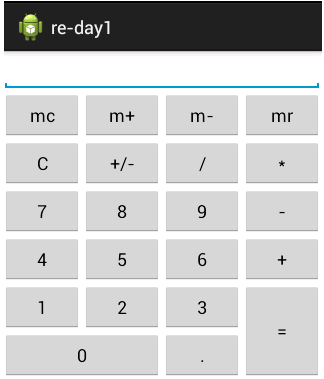 re-day1
mc m+ m- mr
C +/- / *
7 8 9 -
4 5 6 +
1 2 3
=
0 .